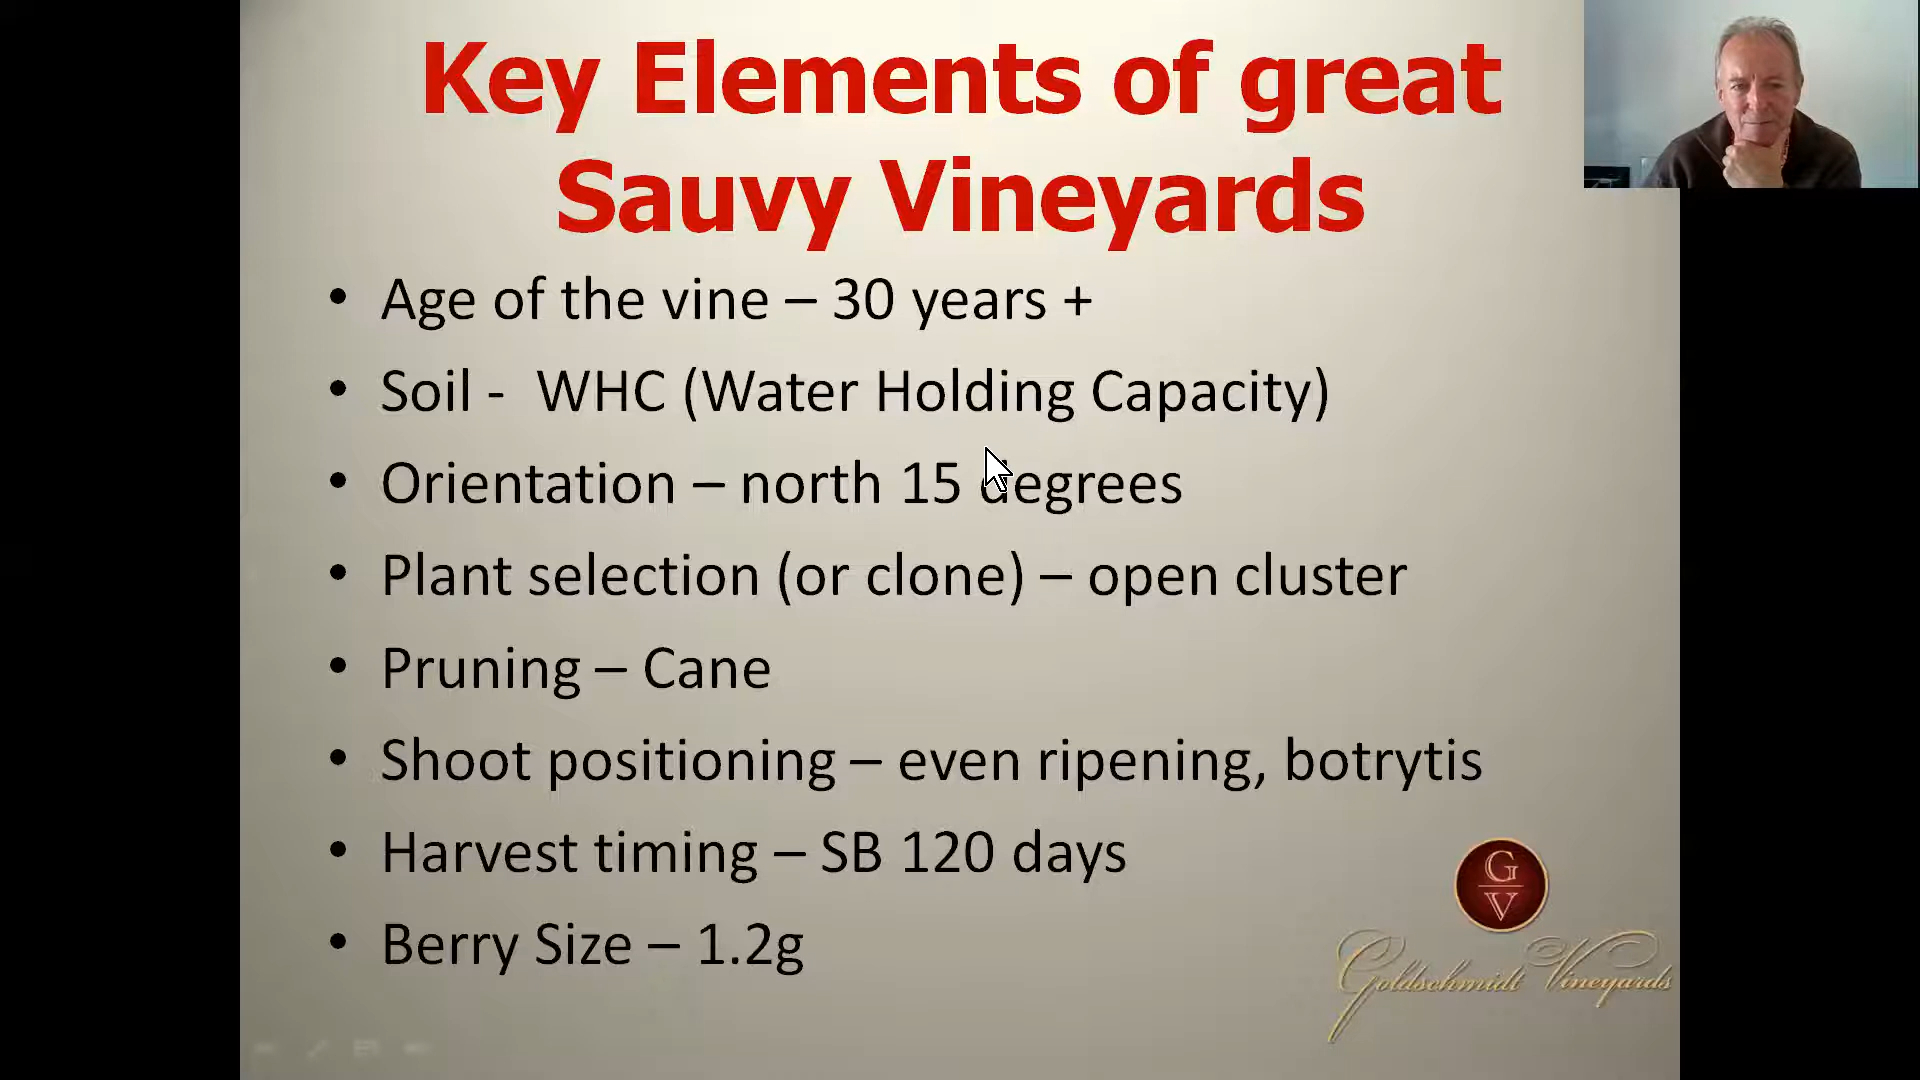 Key Elements of great
Sauvy Vineyards
• Age of the vine – 30 years +
• Soil - WHC (Water Holding Capacity)
• Orientation – north 15 degrees
• Plant selection (or clone) – open cluster
• Pruning – Cane
• Shoot positioning – even ripening, botrytis
• Harvest timing – SB 120 days
• Berry Size – 1.2g
G
V
Goldschmidt Vineyards